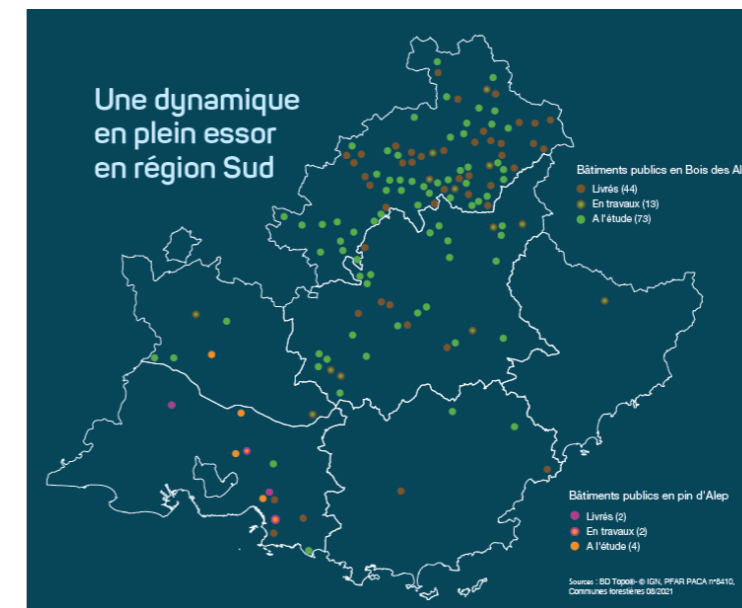 Une dynamique
en plein essor
en région Sud
Bâtiments publics en Bois des Al
Livrés (44)
En travaux (13)
A l'étude (73)
Bâtiments publics en pin d'Alep
Livrés (2)
En travaux (2)
A l'étude (4)
Sources : BD Topo®- © IGN, PFAR PACA n°8410,
Communes forestières 08/2021